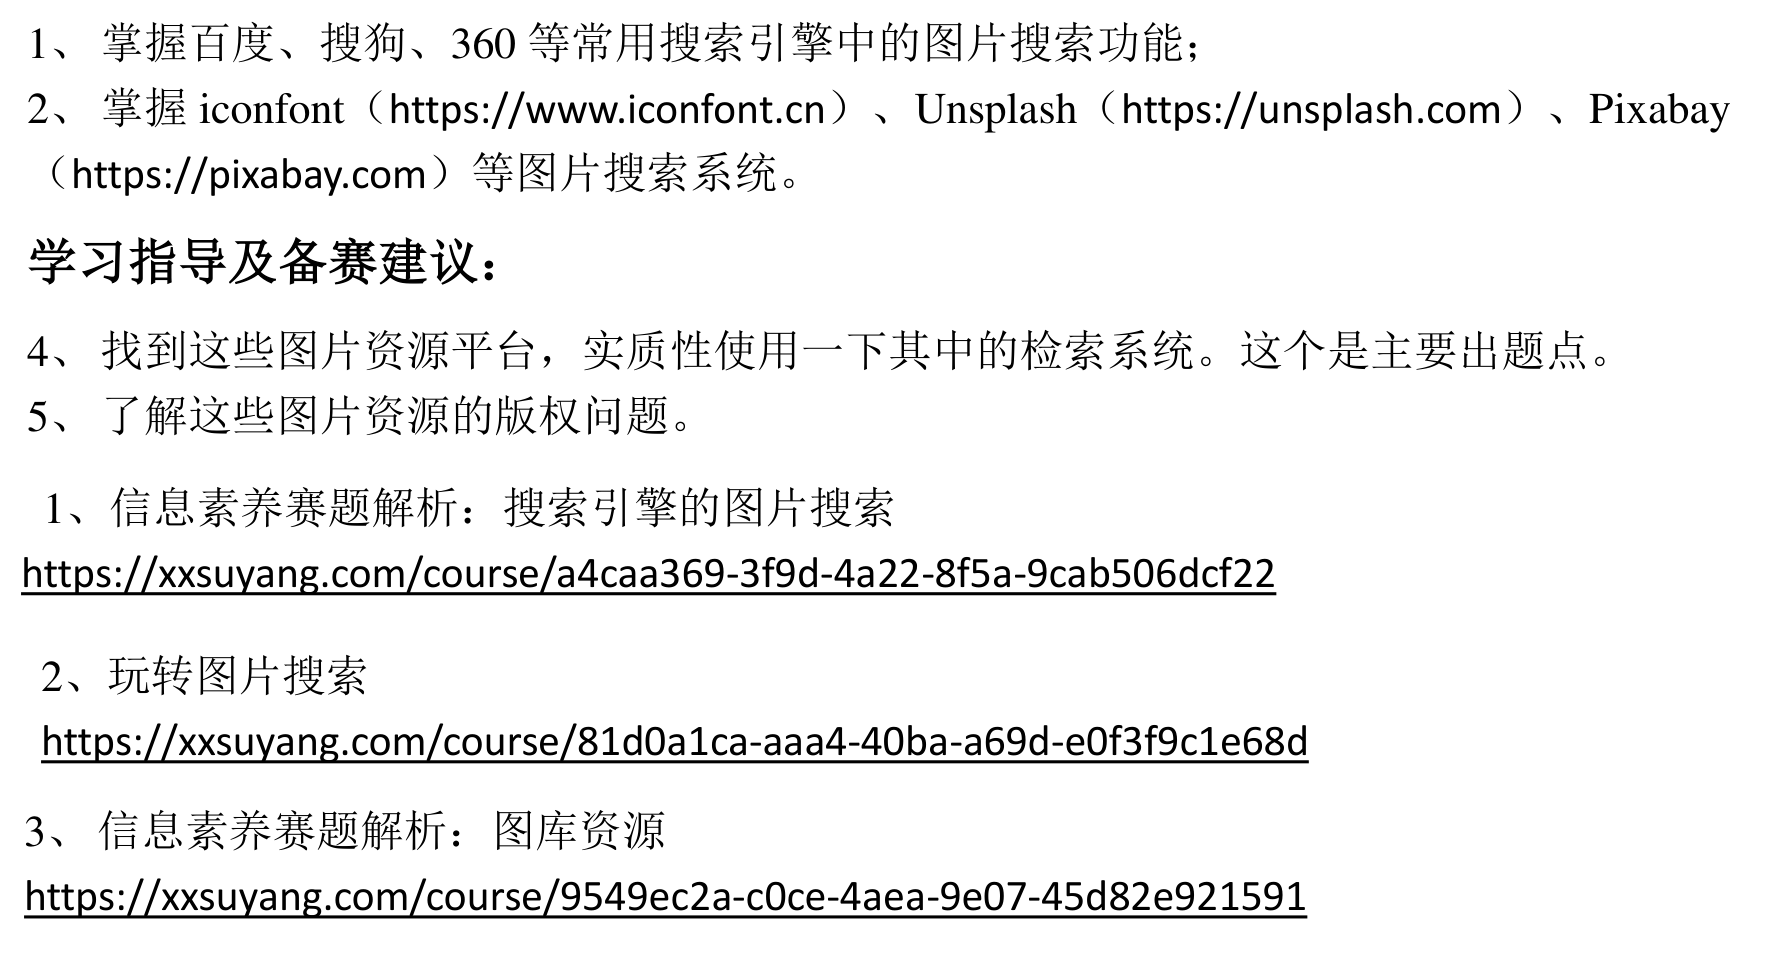 1、 掌握百度、搜狗、360 等常用搜索引擎中的图片搜索功能；
2、 掌握 iconfont（https://www.iconfont.cn）、Unsplash（https://unsplash.com）、Pixabay
（https://pixabay.com）等图片搜索系统。
学习指导及备赛建议：
4、 找到这些图片资源平台，实质性使用一下其中的检索系统。这个是主要出题点。
5、 了解这些图片资源的版权问题。
1、信息素养赛题解析：搜索引擎的图片搜索
https://xxsuyang.com/course/a4caa369-3f9d-4a22-8f5a-9cab506dcf22
2、玩转图片搜索
https://xxsuyang.com/course/81d0a1ca-aaa4-40ba-a69d-e0f3f9c1e68d
3、 信息素养赛题解析：图库资源
https://xxsuyang.com/course/9549ec2a-c0ce-4aea-9e07-45d82e921591